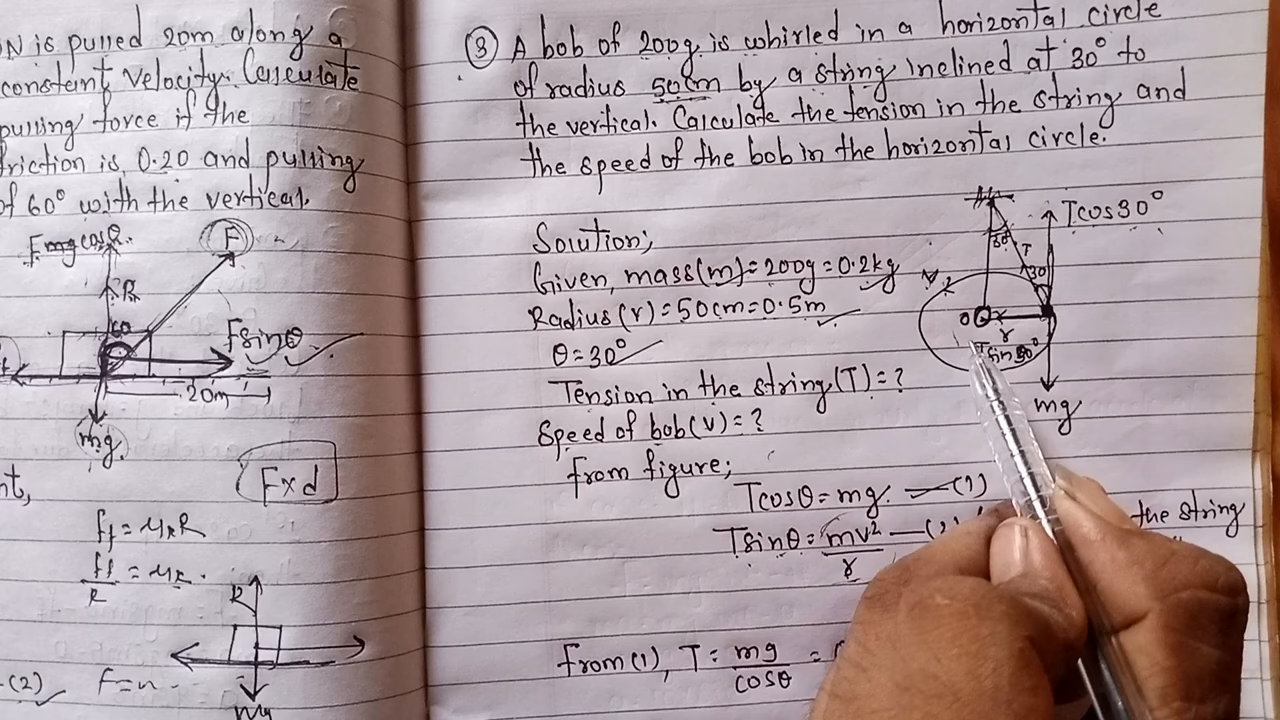 N is pulled 20m along a
constant velocity. Calculate
pulling force if the
friction is 0.20 and pulling
of 60° with the vertical.
F mg cosθ.
F
R
60
Fsinθ
20m
mg.
F×d
nt,
R
-(2)
③ A bob of 200g is whirled in a horizontal circle
of radius 50cm by a string inclined at 30° to
the vertical. Calculate the tension in the string and
the speed of the bob in the horizontal circle.
Solution;
Given, mass(m)=200g=0.2kg
Radius(r)=50cm=0.5m
θ=30°
Tension in the string(T)=?
Speed of bob(v)=?
from figure;
Tcosθ=mg. —(1)
Tsinθ=mv²/r —(2)
the string
From(1), T = mg/cosθ =
Tcos30°
30°
T
30
O
r
Tsin30°
mg